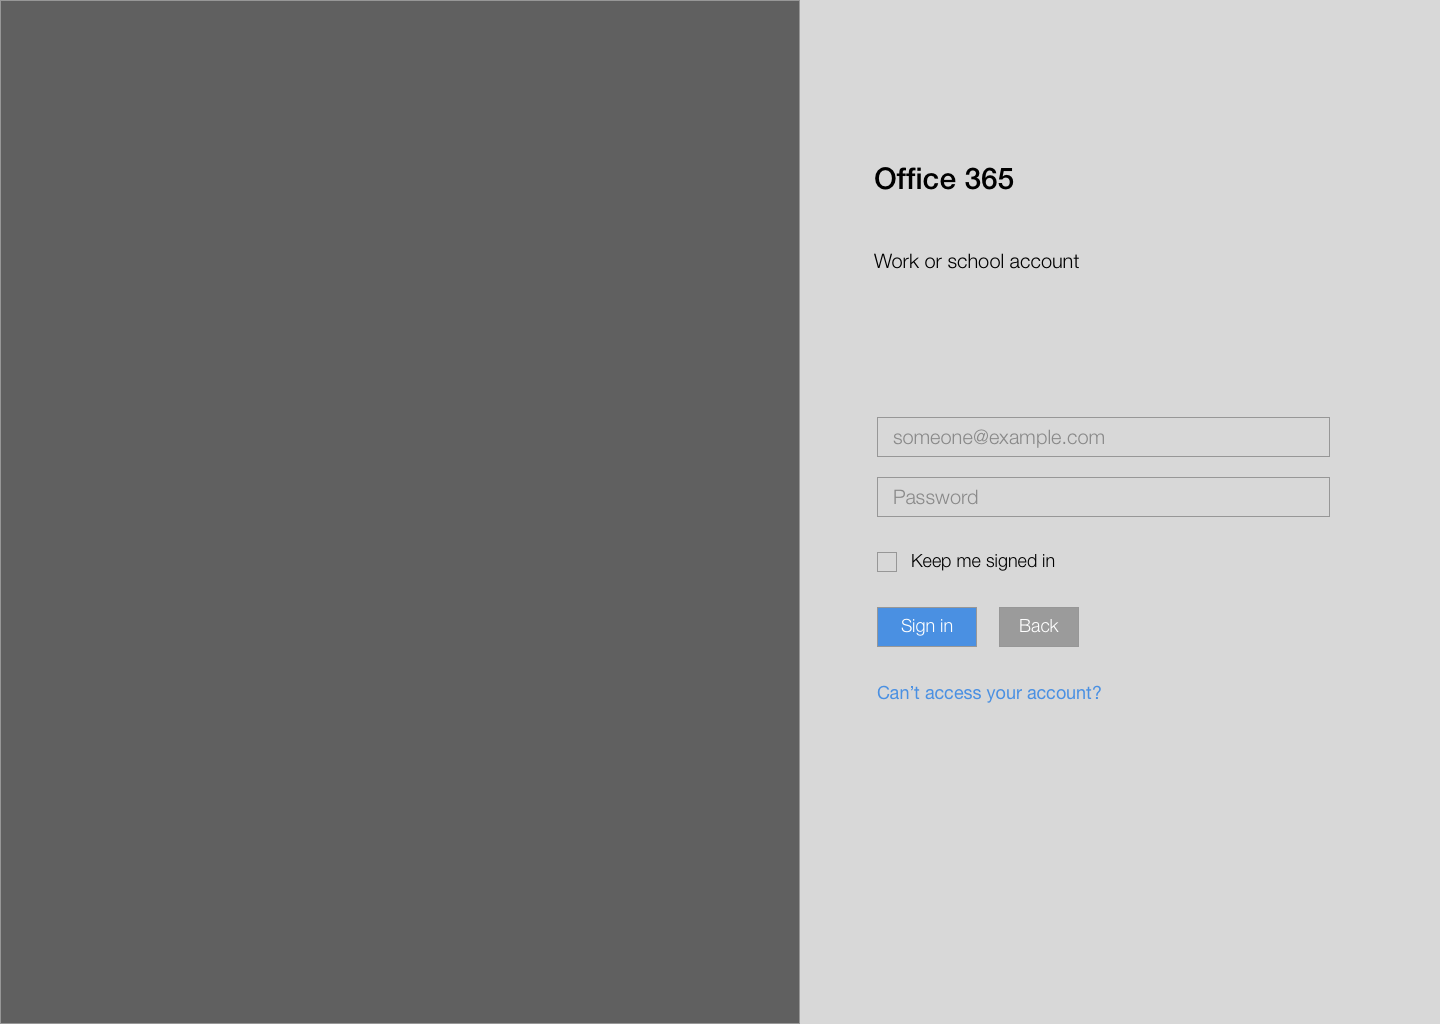 Office 365
Work or school account
someone@example.com
Password
Keep me signed in
Sign in
Back
Can’t access your account?